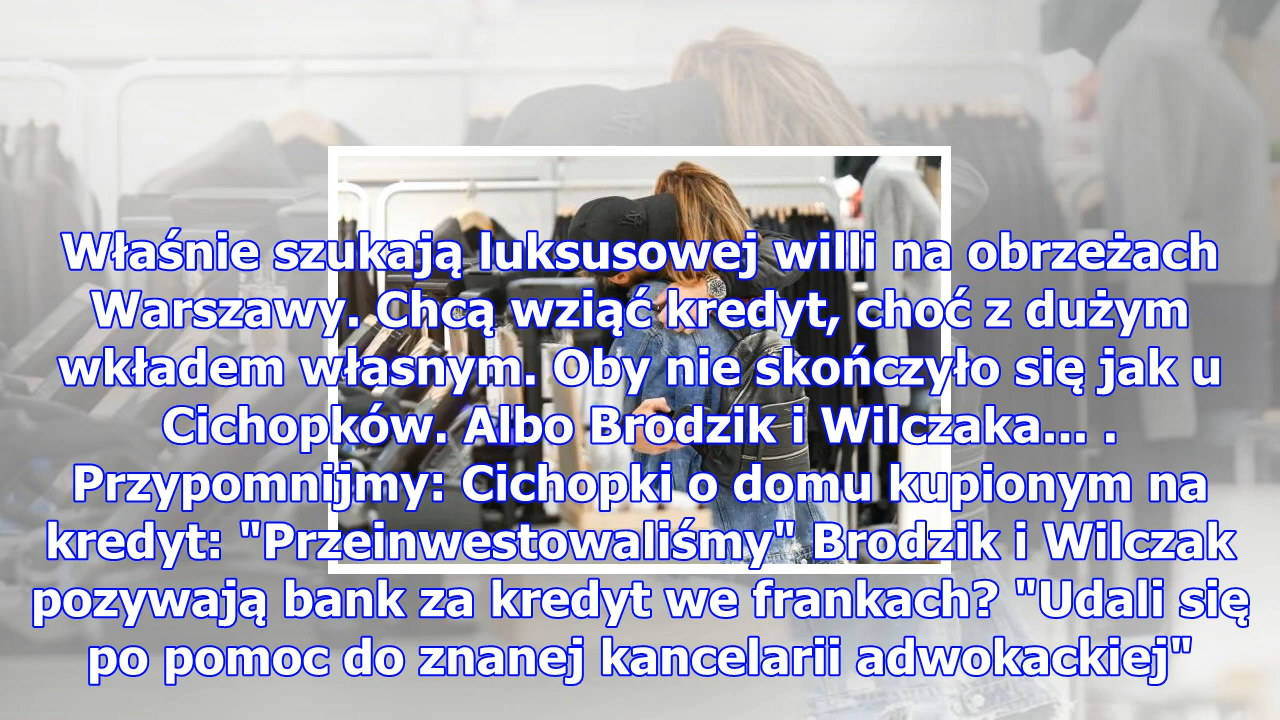 Właśnie szukają luksusowej willi na obrzeżach
Warszawy. Chcą wziąć kredyt, choć z dużym
wkładem własnym. Oby nie skończyło się jak u
Cichopków. Albo Brodzik i Wilczaka... .
Przypomnijmy: Cichopki o domu kupionym na
kredyt: "Przeinwestowaliśmy" Brodzik i Wilczak
pozywają bank za kredyt we frankach? "Udali się
po pomoc do znanej kancelarii adwokackiej"